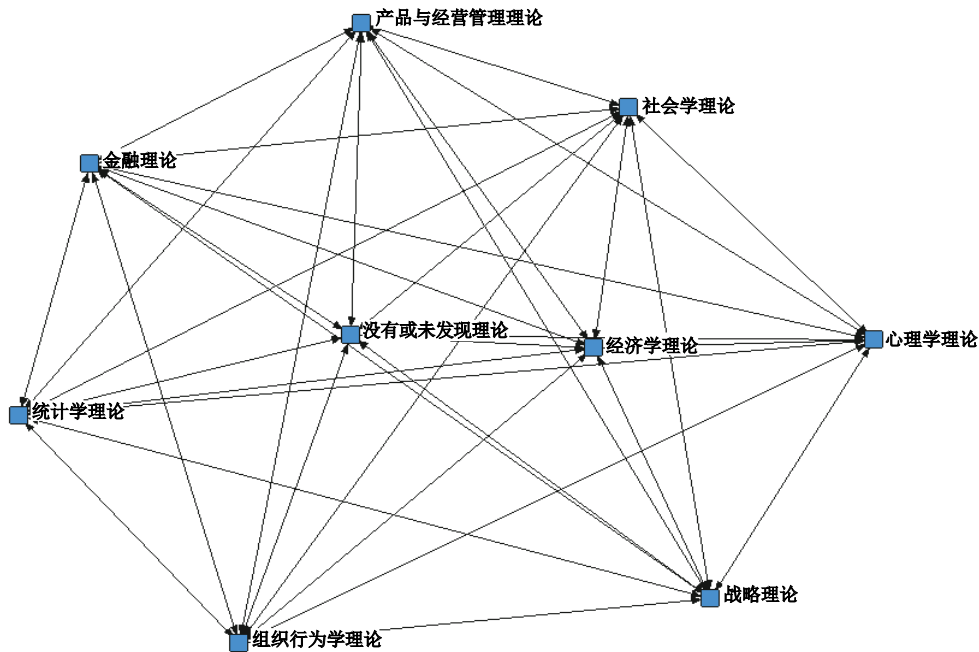 产品与经营管理理论
社会学理论
金融理论
没有或未发现理论
经济学理论
心理学理论
统计学理论
战略理论
组织行为学理论